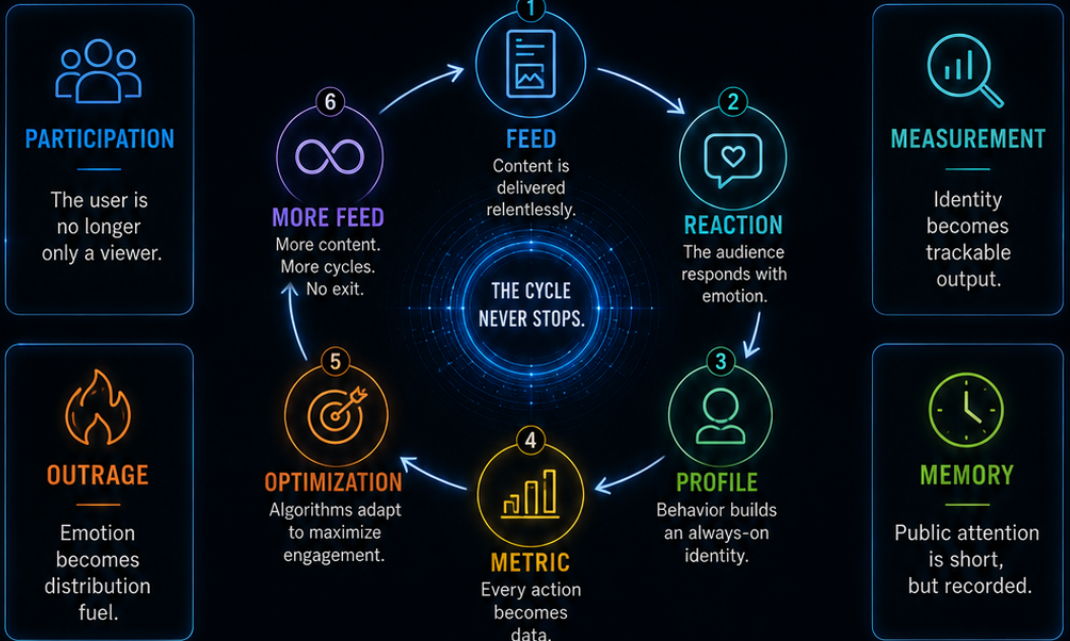 PARTICIPATION
The user is
no longer
only a viewer.
OUTRAGE
Emotion
becomes
distribution
fuel.
1
FEED
Content is
delivered
relentlessly.
2
REACTION
The audience
responds with
emotion.
3
PROFILE
Behavior builds
an always-on
identity.
4
METRIC
Every action
becomes
data.
5
OPTIMIZATION
Algorithms adapt
to maximize
engagement.
6
MORE FEED
More content.
More cycles.
No exit.
THE CYCLE
NEVER STOPS.
MEASUREMENT
Identity
becomes
trackable
output.
MEMORY
Public attention
is short,
but recorded.